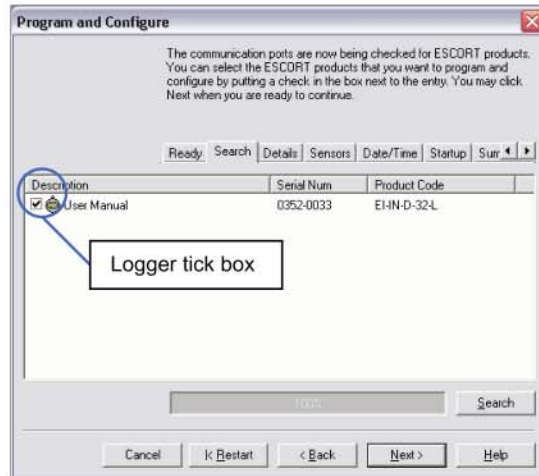 Program and Configure
The communication ports are now being checked for ESCORT products.
You can select the ESCORT products that you want to program and
configure by putting a check in the box next to the entry. You may click
Next when you are ready to continue.
Ready Search Details Sensors Date/Time Startup Sum
Description Serial Num Product Code
User Manual 0352-0033 EI-IN-D-32-L
Logger tick box
100% Search
Cancel |< Restart < Back Next > Help